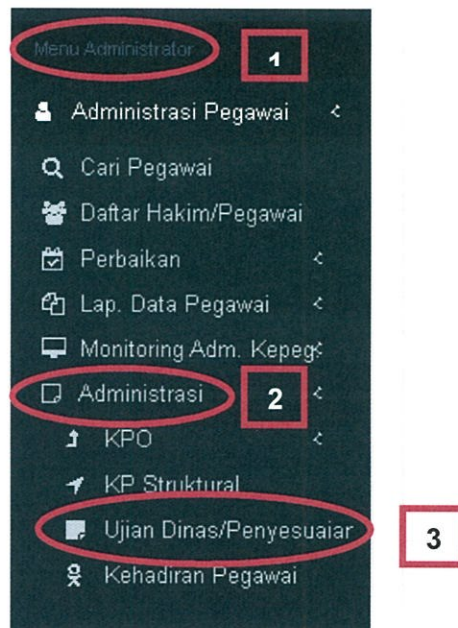 Menu Administrator
1
Administrasi Pegawai
Cari Pegawai
Daftar Hakim/Pegawai
Perbaikan
Lap. Data Pegawai
Monitoring Adm. Kepeg
Administrasi
2
KPO
KP Struktural
Ujian Dinas/Penyesuaian
3
Kehadiran Pegawai